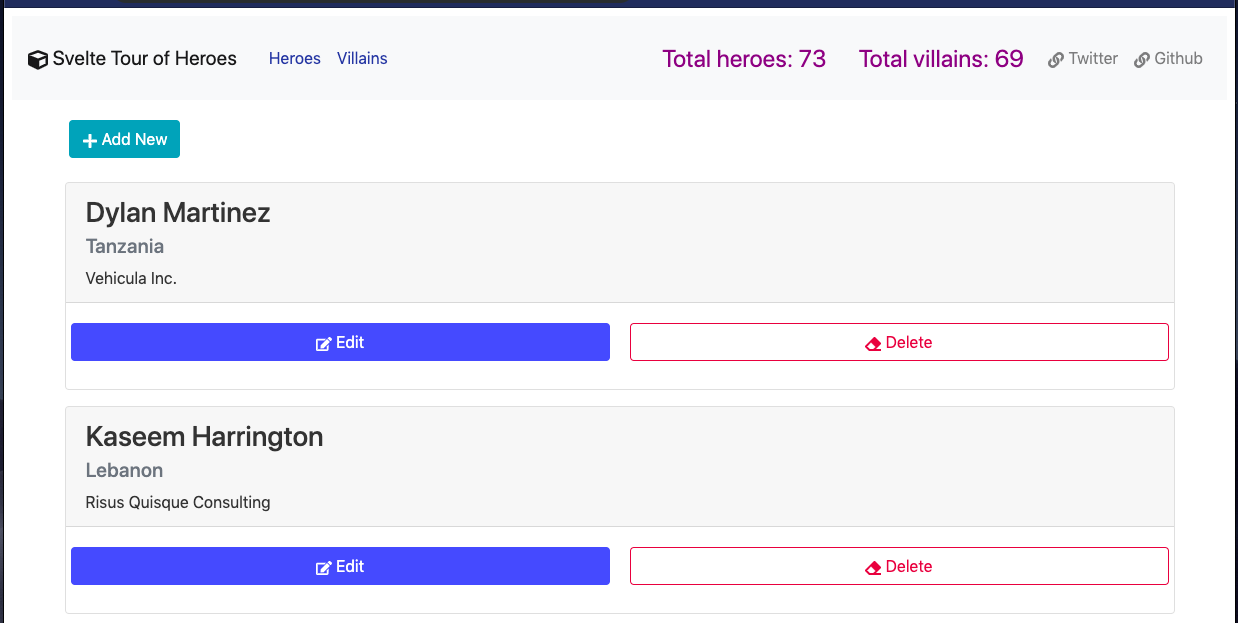 Svelte Tour of Heroes Heroes Villains Total heroes: 73 Total villains: 69 Twitter Github
Add New
Dylan Martinez
Tanzania
Vehicula Inc.
Edit Delete
Kaseem Harrington
Lebanon
Risus Quisque Consulting
Edit Delete